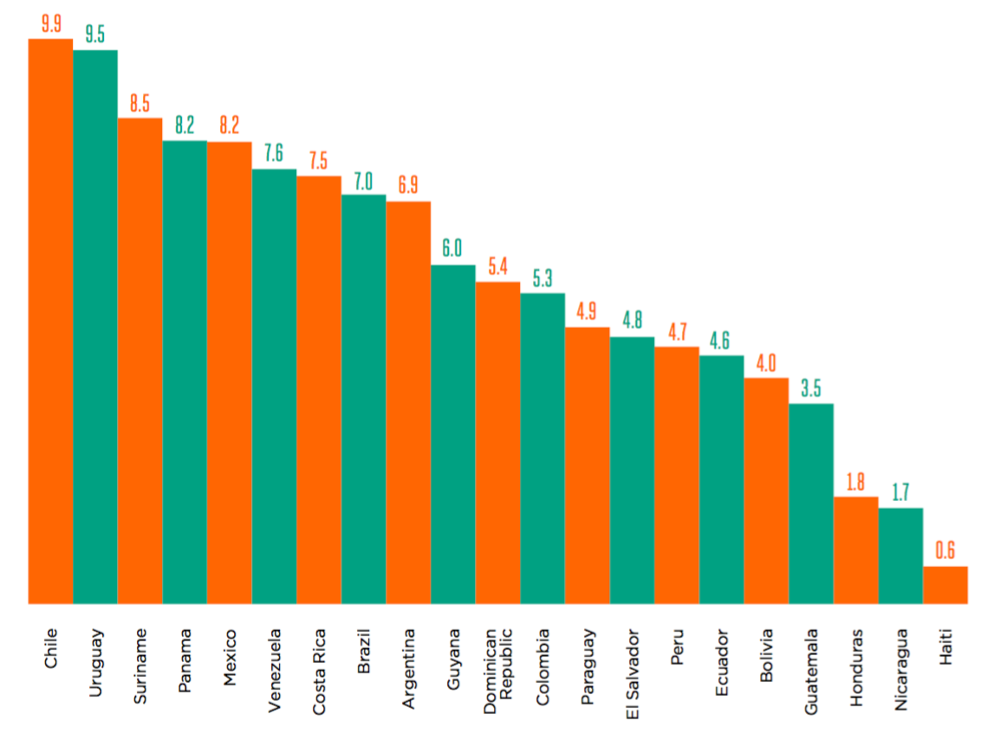 9.9
9.5
8.5
8.2
8.2
7.6
7.5
7.0
6.9
6.0
5.4
5.3
4.9
4.8
4.7
4.6
4.0
3.5
1.8
1.7
0.6
Chile
Uruguay
Suriname
Panama
Mexico
Venezuela
Costa Rica
Brazil
Argentina
Guyana
Dominican
Republic
Colombia
Paraguay
El Salvador
Peru
Ecuador
Bolivia
Guatemala
Honduras
Nicaragua
Haiti